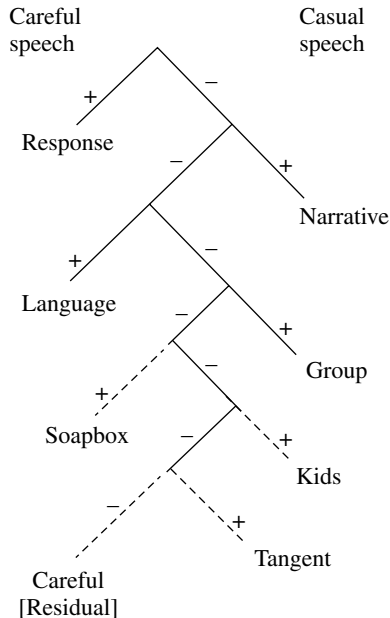 Careful
speech
Casual
speech
+
−
Response
−
+
Narrative
+
−
Language
−
+
Group
+
−
Soapbox
−
+
Kids
−
+
Tangent
Careful
[Residual]